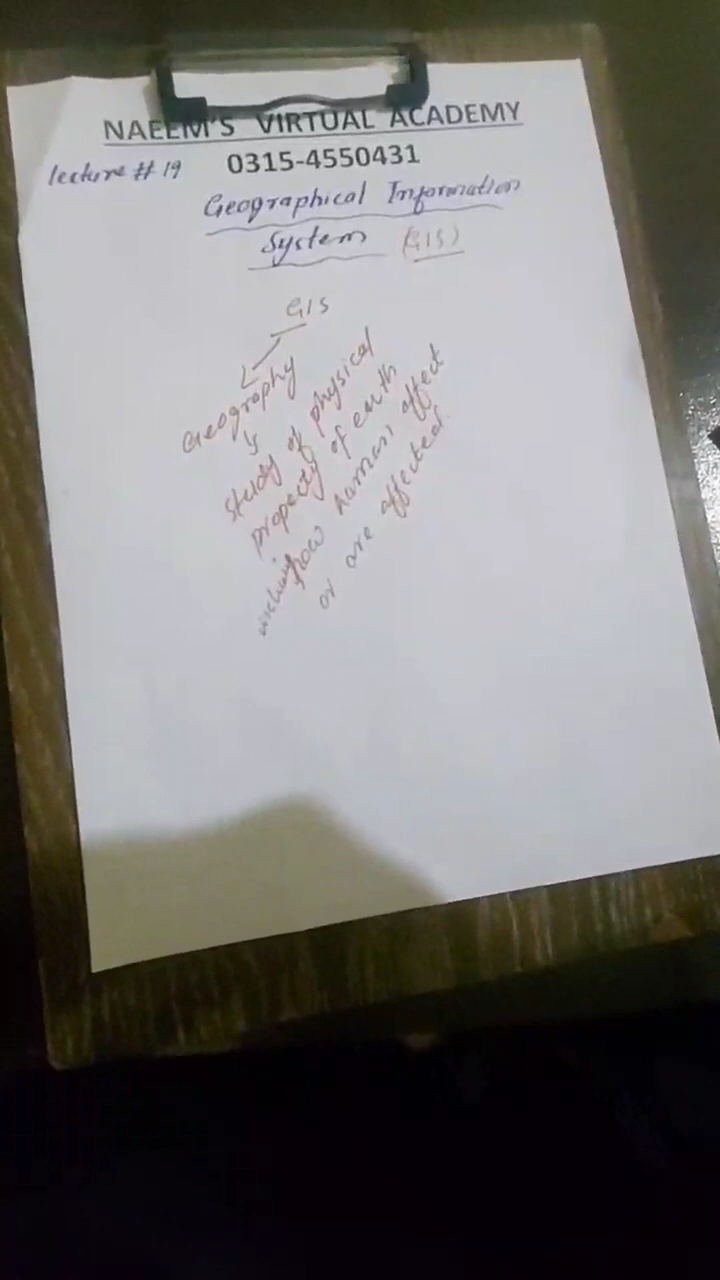 NAEEM'S VIRTUAL ACADEMY
lecture # 19 0315-4550431
Geographical Information
System (GIS)
GIS
Geography
Study of physical
property of earth
how human affect
or are affected.